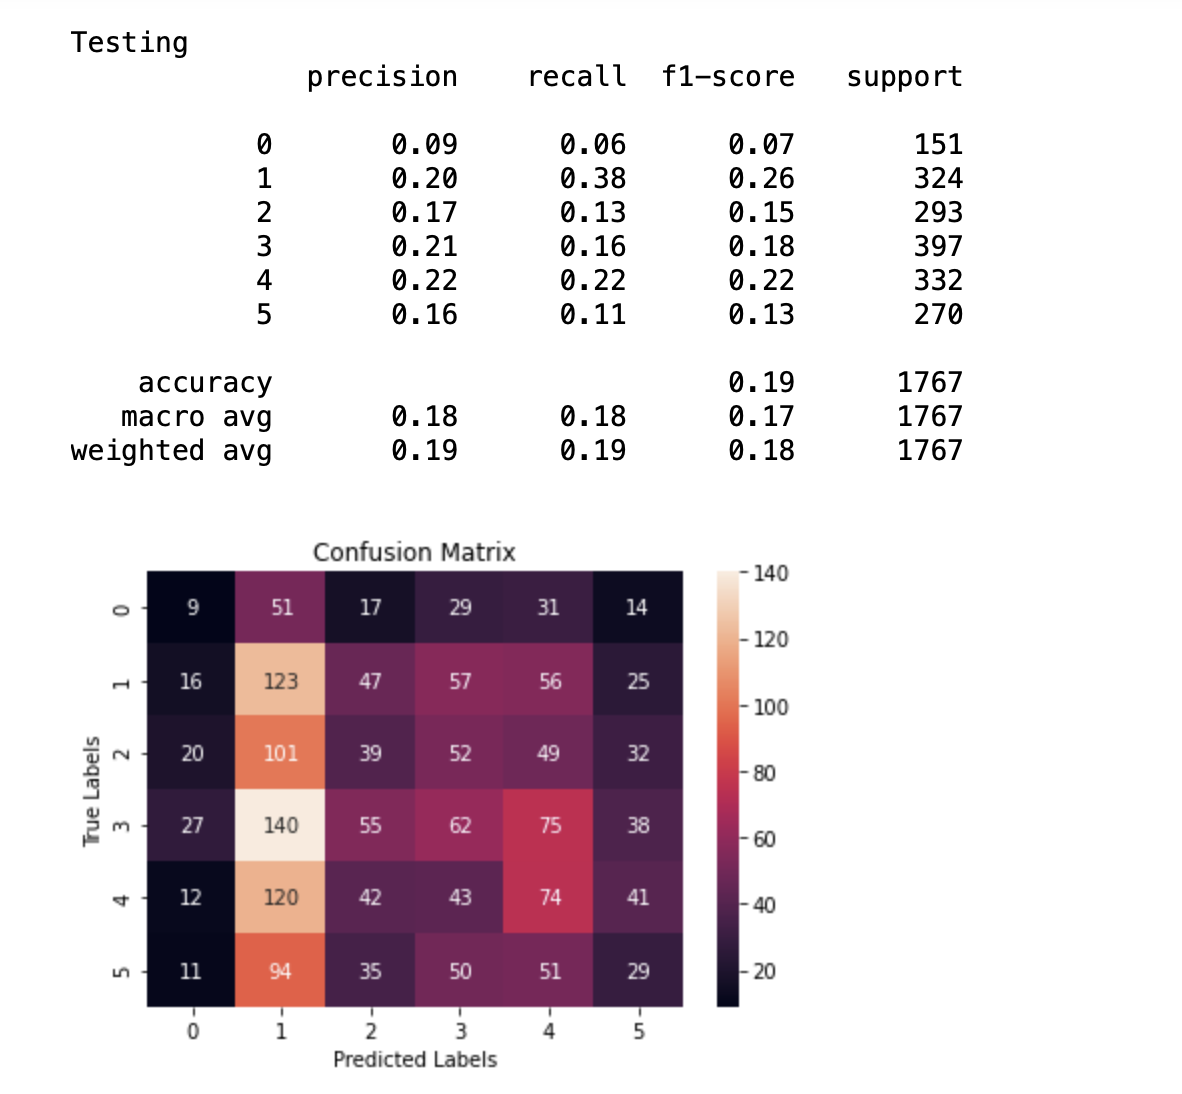 Testing
precision recall f1-score support
0 0.09 0.06 0.07 151
1 0.20 0.38 0.26 324
2 0.17 0.13 0.15 293
3 0.21 0.16 0.18 397
4 0.22 0.22 0.22 332
5 0.16 0.11 0.13 270
accuracy 0.19 1767
macro avg 0.18 0.18 0.17 1767
weighted avg 0.19 0.19 0.18 1767
Confusion Matrix
0 9 51 17 29 31 14
1 16 123 47 57 56 25
2 20 101 39 52 49 32
3 27 140 55 62 75 38
4 12 120 42 43 74 41
5 11 94 35 50 51 29
0 1 2 3 4 5
Predicted Labels
True Labels
140
120
100
80
60
40
20